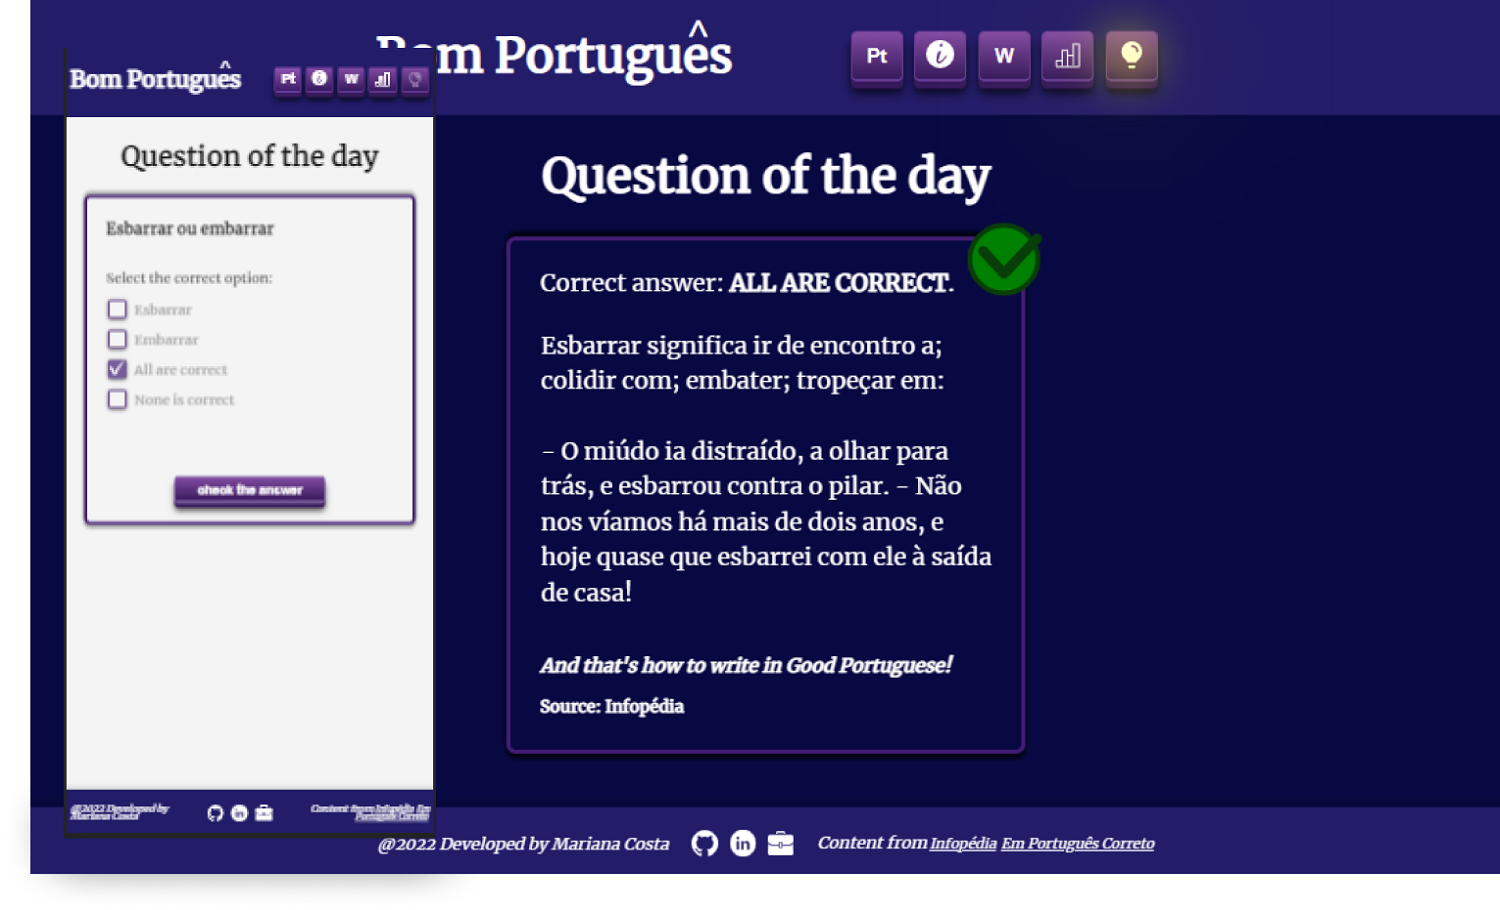 Bom Português
Pt
i
W
Question of the day
Esbarrar ou embarrar
Select the correct option:
Esbarrar
Embarrar
All are correct
None is correct
check the answer
@2022 Developed by
Mariana Costa
in
Content from Infopédia Em
Português Correto
Bom Português
Pt
i
W
Question of the day
Correct answer: ALL ARE CORRECT.
Esbarrar significa ir de encontro a;
colidir com; embater; tropeçar em:
- O miúdo ia distraído, a olhar para
trás, e esbarrou contra o pilar. - Não
nos víamos há mais de dois anos, e
hoje quase que esbarrei com ele à saída
de casa!
And that's how to write in Good Portuguese!
Source: Infopédia
@2022 Developed by Mariana Costa
in
Content from Infopédia Em Português Correto